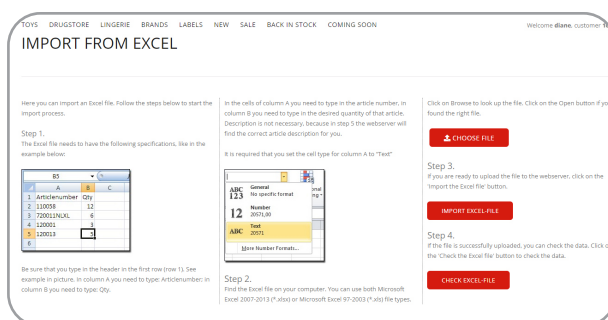 TOYS DRUGSTORE LINGERIE BRANDS LABELS NEW SALE BACK IN STOCK COMING SOON
Welcome diane, customer
IMPORT FROM EXCEL
Here you can import an Excel file. Follow the steps below to start the
import process.
Step 1.
The Excel file needs to have the following specifications, like in the
example below:
B5
A B C
1 Articlenumber Qty
2 110058 12
3 720011NLXL 6
4 120001 3
5 120013 5
6
Be sure that you type in the header in the first row (row 1). See
example in picture, in column A you need to type: Articlenumber; in
column B you need to type: Qty.
In the cells of column A you need to type in the article number, in
column B you need to type in the desired quantity of that article.
Description is not necessary, because in step 5 the webserver will
find the correct article description for you.
It is required that you set the cell type for column A to "Text"
ABC
123
General
No specific format
12
Number
20571,00
ABC
Text
20571
More Number Formats...
Step 2.
Find the Excel file on your computer. You can use both Microsoft
Excel 2007-2013 (*.xlsx) or Microsoft Excel 97-2003 (*.xls) file types.
Click on Browse to look up the file. Click on the Open button if you
found the right file.
CHOOSE FILE
Step 3.
If you are ready to upload the file to the webserver, click on the
'Import the Excel file' button.
IMPORT EXCEL-FILE
Step 4.
If the file is successfully uploaded, you can check the data. Click
the 'Check the Excel file' button to check the data.
CHECK EXCEL-FILE